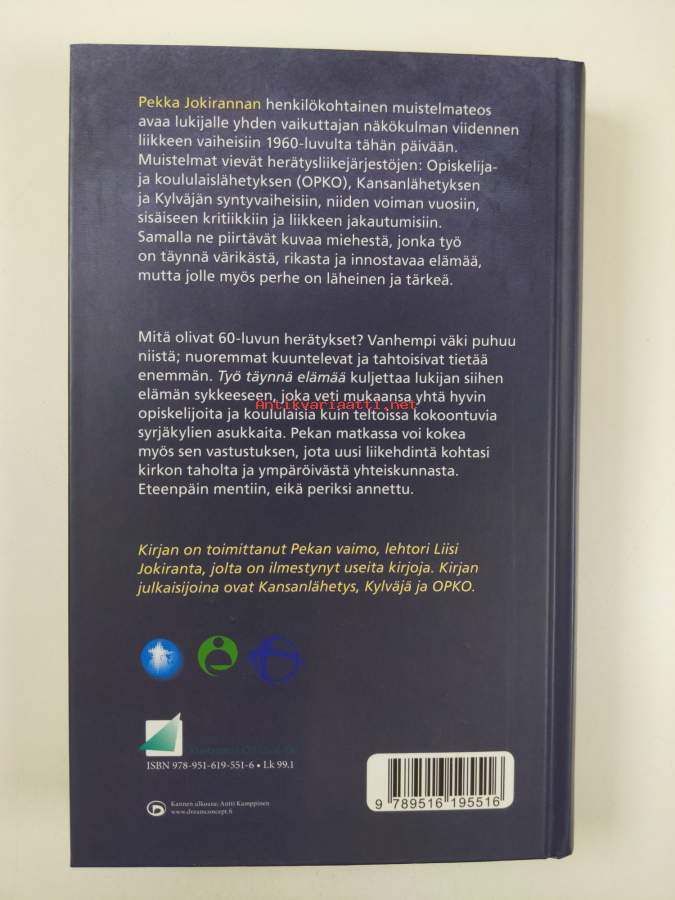 Pekka Jokirannan henkilökohtainen muistelmateos
avaa lukijalle yhden vaikuttajan näkökulman viidennen
liikkeen vaiheisiin 1960-luvulta tähän päivään.
Muistelmat vievät herätysliikejärjestöjen: Opiskelija-
ja koululaislähetyksen (OPKO), Kansanlähetyksen
ja Kylväjän syntyvaiheisiin, niiden voiman vuosiin,
sisäiseen kritiikkiin ja liikkeen jakautumisiin.
Samalla ne piirtävät kuvaa miehestä, jonka työ
on täynnä värikästä, rikasta ja innostavaa elämää,
mutta jolle myös perhe on läheinen ja tärkeä.
Mitä olivat 60-luvun herätykset? Vanhempi väki puhuu
niistä; nuoremmat kuuntelevat ja tahtoisivat tietää
enemmän. Työ täynnä elämää kuljettaa lukijan siihen
elämän sykkeeseen, joka veti mukaansa yhtä hyvin
Antikvariaatti.net
opiskelijoita ja koululaisia kuin teltoissa kokoontuvia
syrjäkylien asukkaita. Pekan matkassa voi kokea
myös sen vastustuksen, jota uusi liikehdintä kohtasi
kirkon taholta ja ympäröivästä yhteiskunnasta.
Eteenpäin mentiin, eikä periksi annettu.
Kirjan on toimittanut Pekan vaimo, lehtori Liisi
Jokiranta, jolta on ilmestynyt useita kirjoja. Kirjan
julkaisijoina ovat Kansanlähetys, Kylväjä ja OPKO.
ISBN 978-951-619-551-6 • Lk 99.1
Kannen ulkoasu: Antti Kamppinen
www.dreamconcept.fi
9 789516 195516